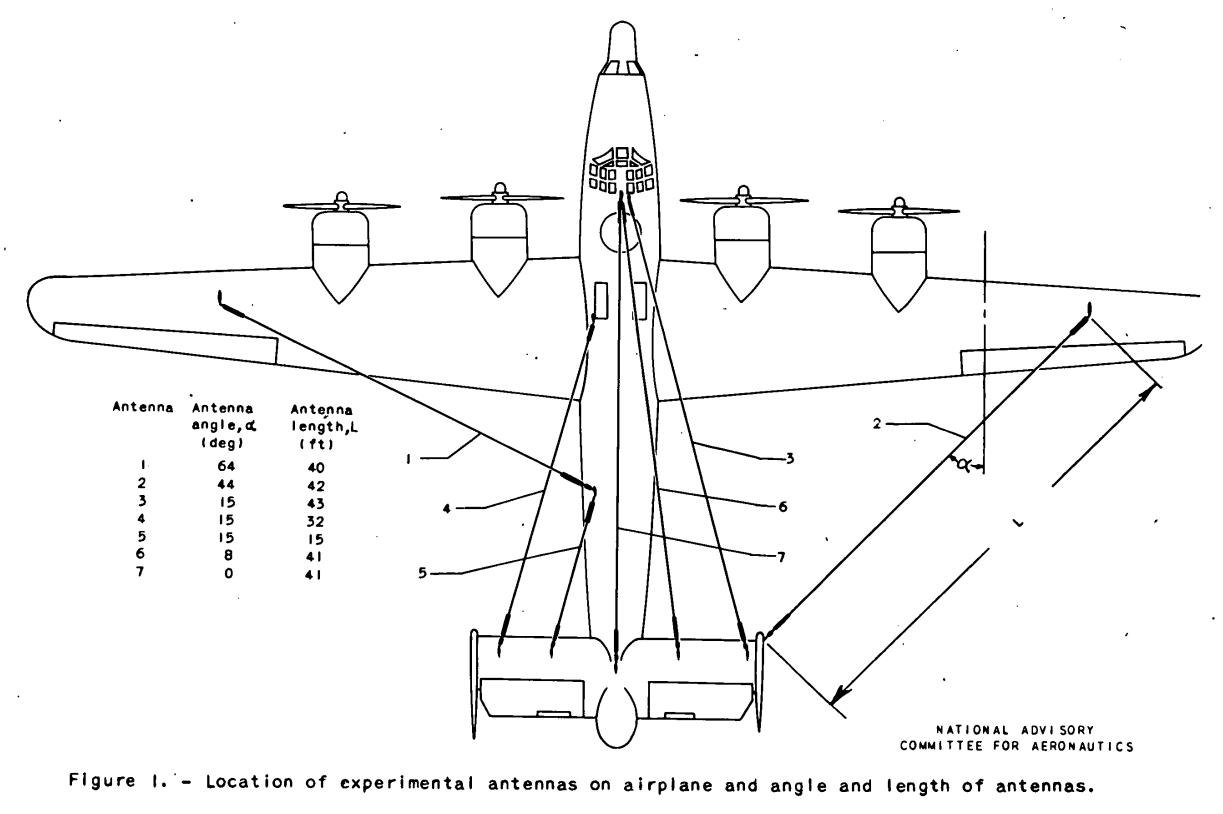 Antenna Antenna Antenna
angle,α length,L
(deg) (ft)
1 64 40
2 44 42
3 15 43
4 15 32
5 15 15
6 8 41
7 0 41
1
2
3
4
5
6
7
α
NATIONAL ADVISORY
COMMITTEE FOR AERONAUTICS
Figure 1. - Location of experimental antennas on airplane and angle and length of antennas.